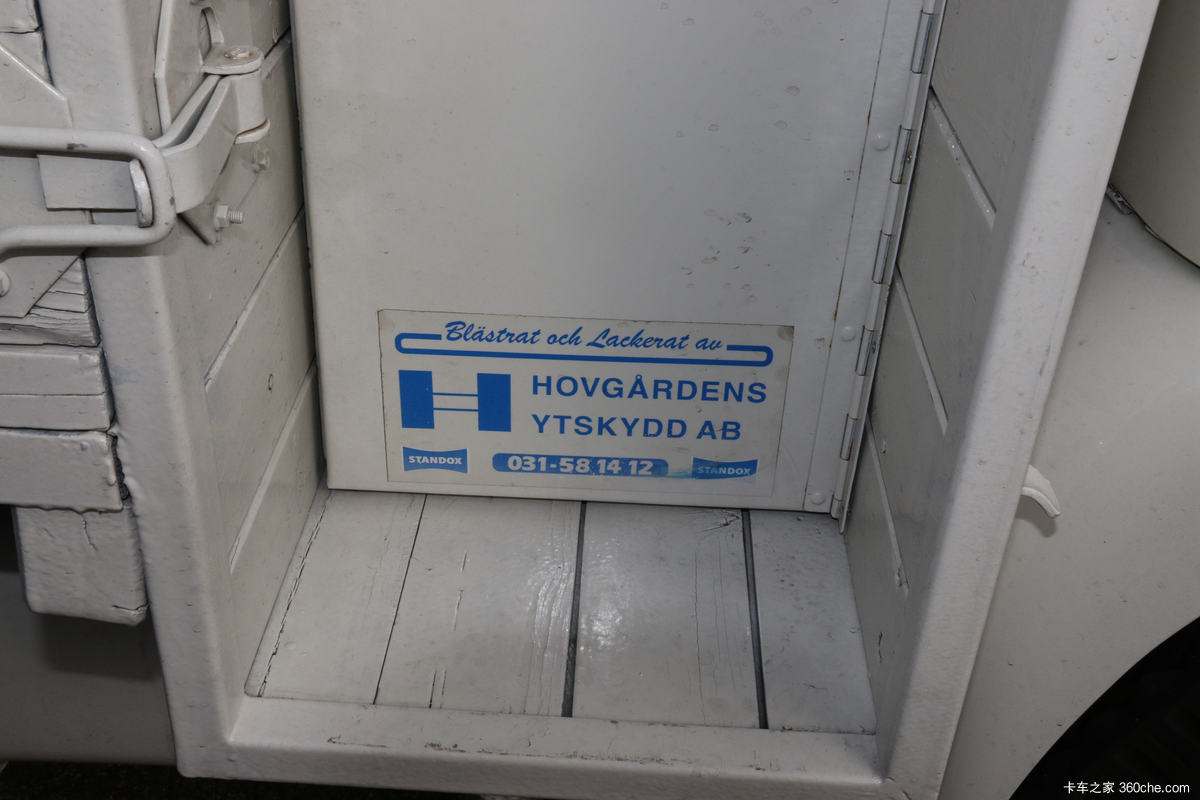 Blästrat och Lackerat av
HOVGÅRDENS
YTSKYDD AB
STANDOX 031-58 14 12 STANDOX
卡车之家 360che.com